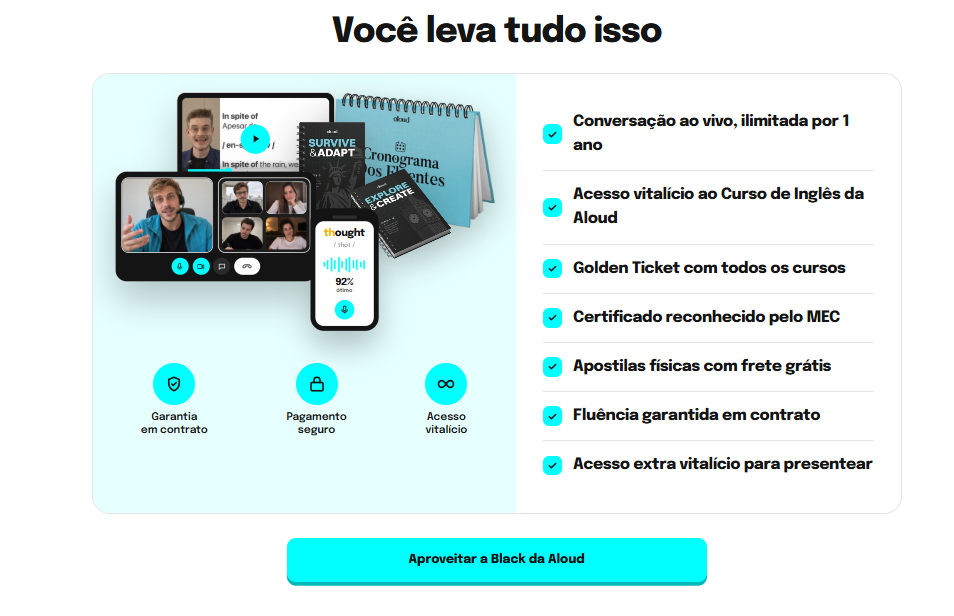 Você leva tudo isso
In spite of
Apesar de
/ en-s
In spite of the rain, we
aloud
SURVIVE
& ADAPT
aloud
Cronograma
Dos Fluentes
EXPLORE
& CREATE
thought
/ thót /
92%
ótimo
Garantia
em contrato
Pagamento
seguro
Acesso
vitalício
Conversação ao vivo, ilimitada por 1
ano
Acesso vitalício ao Curso de Inglês da
Aloud
Golden Ticket com todos os cursos
Certificado reconhecido pelo MEC
Apostilas físicas com frete grátis
Fluência garantida em contrato
Acesso extra vitalício para presentear
Aproveitar a Black da Aloud